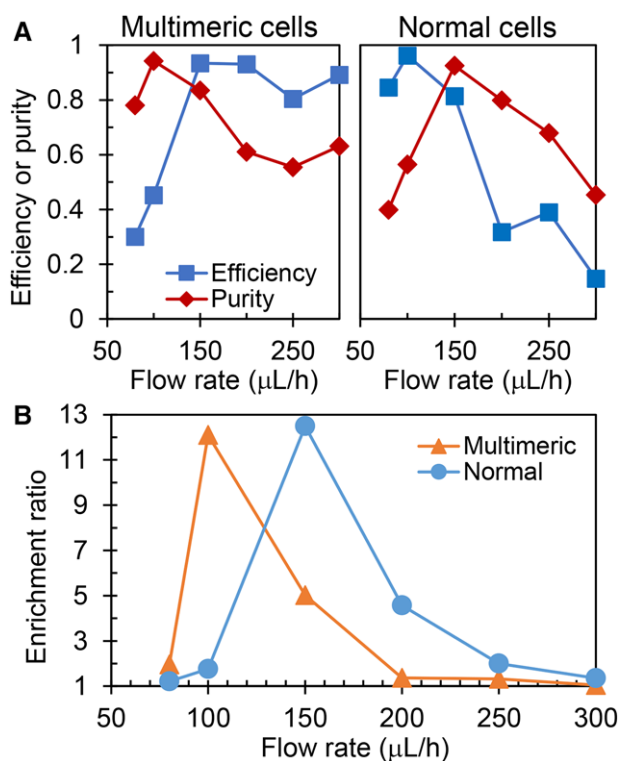 A Multimeric cells Normal cells
Efficiency or purity
1
0.8
0.6
0.4
0.2
0
Efficiency
Purity
50 150 250 50 150 250
Flow rate (μL/h) Flow rate (μL/h)
B
Enrichment ratio
13
11
9
7
5
3
1
Multimeric
Normal
50 100 150 200 250 300
Flow rate (μL/h)